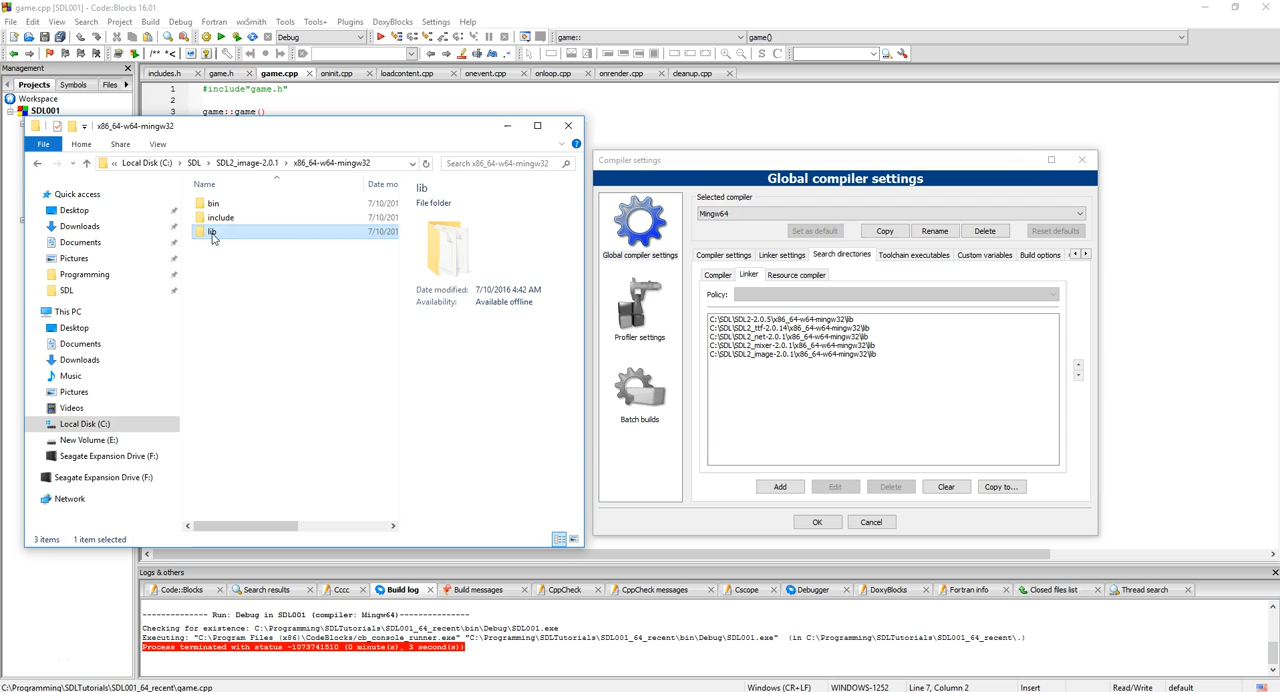 game.cpp [SDL001] - Code::Blocks 16.01
File Edit View Search Project Build Debug Fortran wxSmith Tools Tools+ Plugins DoxyBlocks Settings Help
Debug game:: game()
Management
Projects Symbols Files
Workspace
SDL001
includes.h game.h game.cpp oninit.cpp loadcontent.cpp onevent.cpp onloop.cpp onrender.cpp cleanup.cpp
1 #include"game.h"
2
3 game::game()
x86_64-w64-mingw32
File Home Share View
« Local Disk (C:) › SDL › SDL2_image-2.0.1 › x86_64-w64-mingw32
Search x86_64-w64-mingw32
Quick access
Desktop
Downloads
Documents
Pictures
Programming
SDL
This PC
Desktop
Documents
Downloads
Music
Pictures
Videos
Local Disk (C:)
New Volume (E:)
Seagate Expansion Drive (F:)
Seagate Expansion Drive (F:)
Network
Name Date mo
bin 7/10/201
include 7/10/201
lib 7/10/201
lib
File folder
Date modified: 7/10/2016 4:42 AM
Availability: Available offline
3 items 1 item selected
Compiler settings
Global compiler settings
Global compiler settings
Profiler settings
Batch builds
Selected compiler
Mingw64
Set as default Copy Rename Delete Reset defaults
Compiler settings Linker settings Search directories Toolchain executables Custom variables Build options
Compiler Linker Resource compiler
Policy:
C:\SDL\SDL2-2.0.5\x86_64-w64-mingw32\lib
C:\SDL\SDL2_ttf-2.0.14\x86_64-w64-mingw32\lib
C:\SDL\SDL2_net-2.0.1\x86_64-w64-mingw32\lib
C:\SDL\SDL2_mixer-2.0.1\x86_64-w64-mingw32\lib
C:\SDL\SDL2_image-2.0.1\x86_64-w64-mingw32\lib
Add Edit Delete Clear Copy to...
OK Cancel
Logs & others
Code::Blocks Search results Cccc Build log Build messages CppCheck CppCheck messages Cscope Debugger DoxyBlocks Fortran info Closed files list Thread search
-------------- Run: Debug in SDL001 (compiler: Mingw64)---------------
Checking for existence: C:\Programming\SDLTutorials\SDL001_64_recent\bin\Debug\SDL001.exe
Executing: "C:\Program Files (x86)\CodeBlocks/cb_console_runner.exe" "C:\Programming\SDLTutorials\SDL001_64_recent\bin\Debug\SDL001.exe" (in C:\Programming\SDLTutorials\SDL001_64_recent\.)
Process terminated with status -1073741510 (0 minute(s), 3 second(s))
C:\Programming\SDLTutorials\SDL001_64_recent\game.cpp Windows (CR+LF) WINDOWS-1252 Line 7, Column 2 Insert Read/Write default